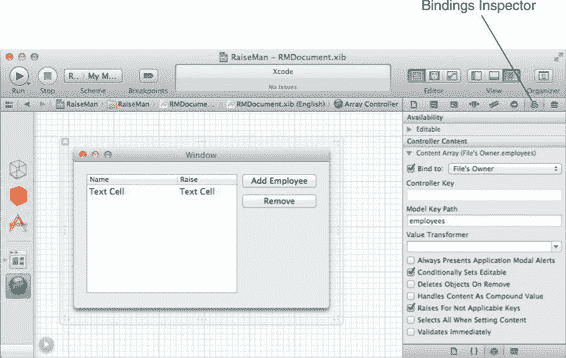 Bindings Inspector
RaiseMan - RMDocument.xib
Run
Stop
R... › My M...
Scheme
Breakpoints
Xcode
No Issues
Editor
View
Organizer
RaiseMan › RaiseMan › RMDocume... › RMDocument.xib (English) › Array Controller
Availability
Editable
Controller Content
Content Array (File's Owner.employees)
Bind to: File's Owner
Controller Key
Model Key Path
employees
Value Transformer
Always Presents Application Modal Alerts
Conditionally Sets Editable
Deletes Objects On Remove
Handles Content As Compound Value
Raises For Not Applicable Keys
Selects All When Setting Content
Validates Immediately
Window
Name Raise
Text Cell Text Cell
Add Employee
Remove